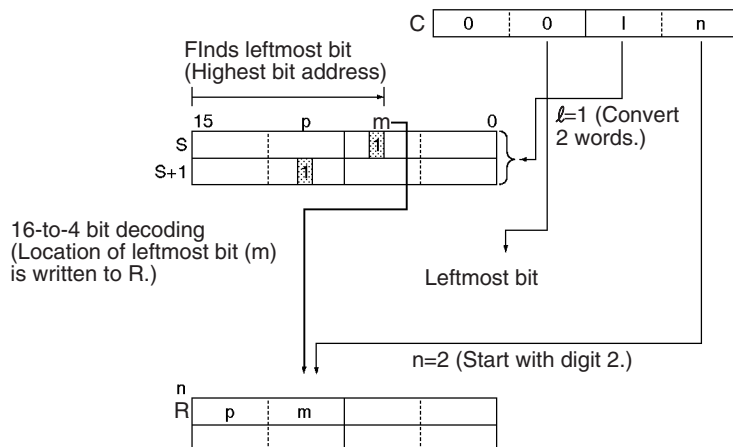 C 0 0 l n
FInds leftmost bit
(Highest bit address)
15 p m 0
S 1
S+1 1
ℓ=1 (Convert
2 words.)
16-to-4 bit decoding
(Location of leftmost bit (m)
is written to R.)
Leftmost bit
n=2 (Start with digit 2.)
n
R p m